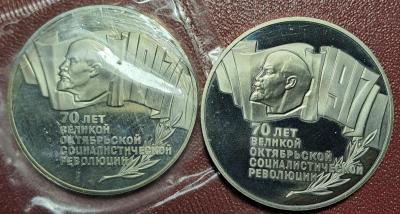 1917
70 ЛЕТ
ВЕЛИКОЙ
ОКТЯБРЬСКОЙ
СОЦИАЛИСТИЧЕСКОЙ
РЕВОЛЮЦИИ
1917
70 ЛЕТ
ВЕЛИКОЙ
ОКТЯБРЬСКОЙ
СОЦИАЛИСТИЧЕСКОЙ
РЕВОЛЮЦИИ